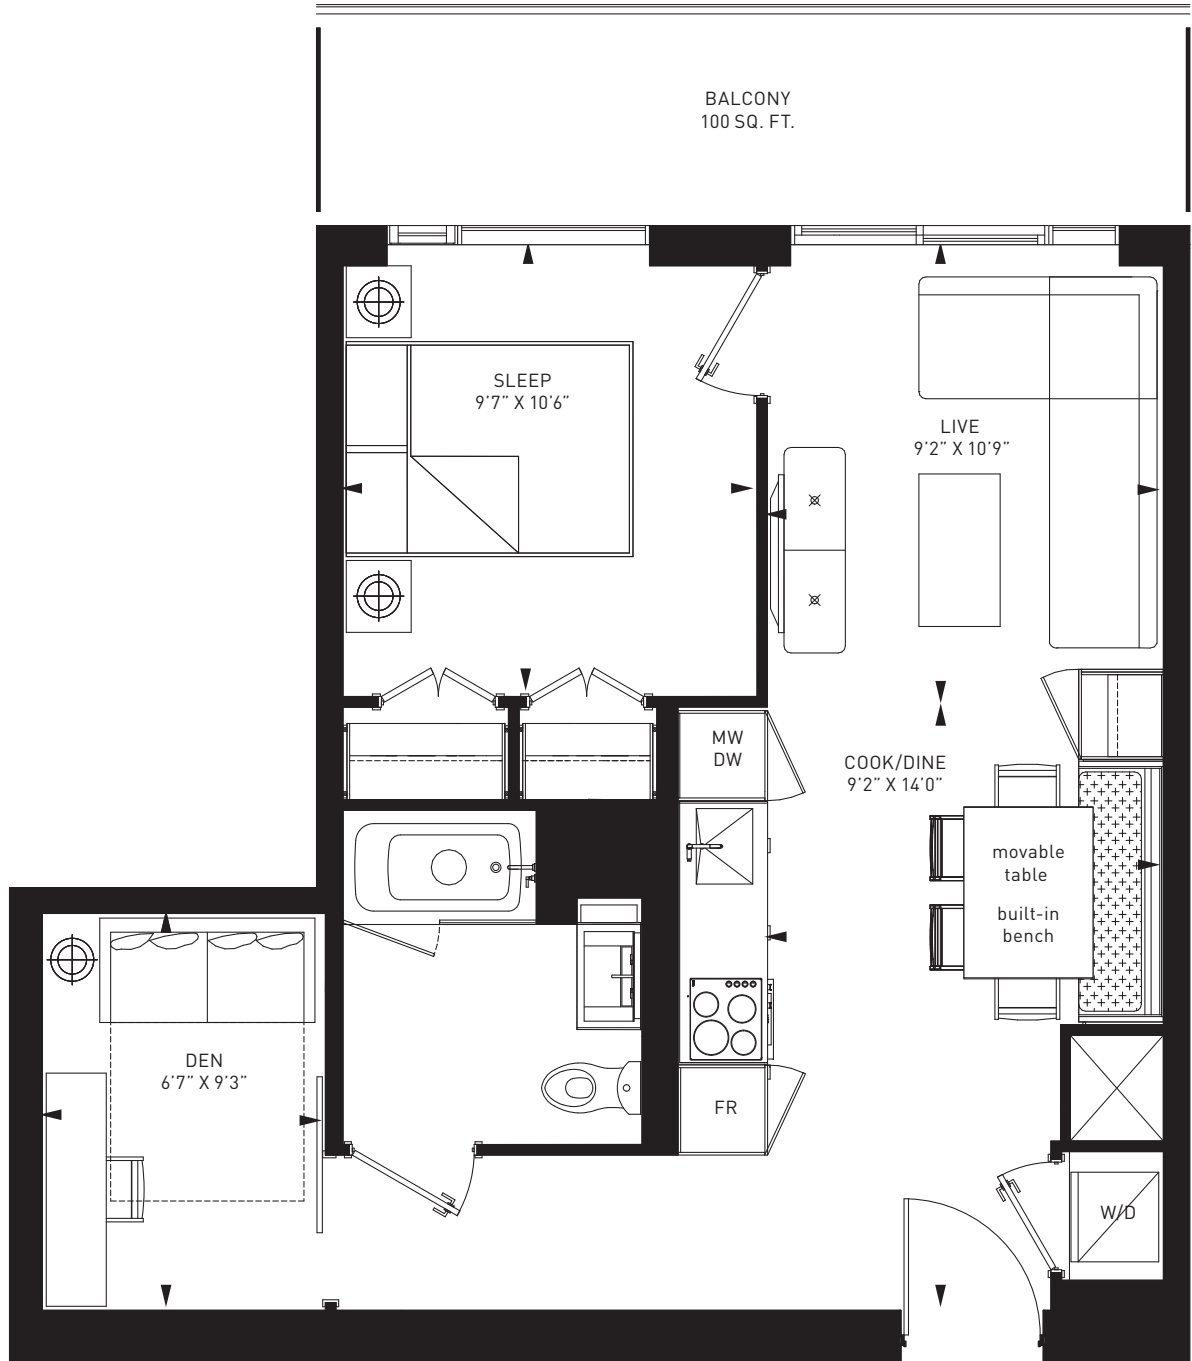 BALCONY
100 SQ. FT.
SLEEP
9’7” X 10’6”
LIVE
9’2” X 10’9”
MW
DW
COOK/DINE
9’2” X 14’0”
movable
table
built-in
bench
DEN
6’7” X 9’3”
FR
W/D